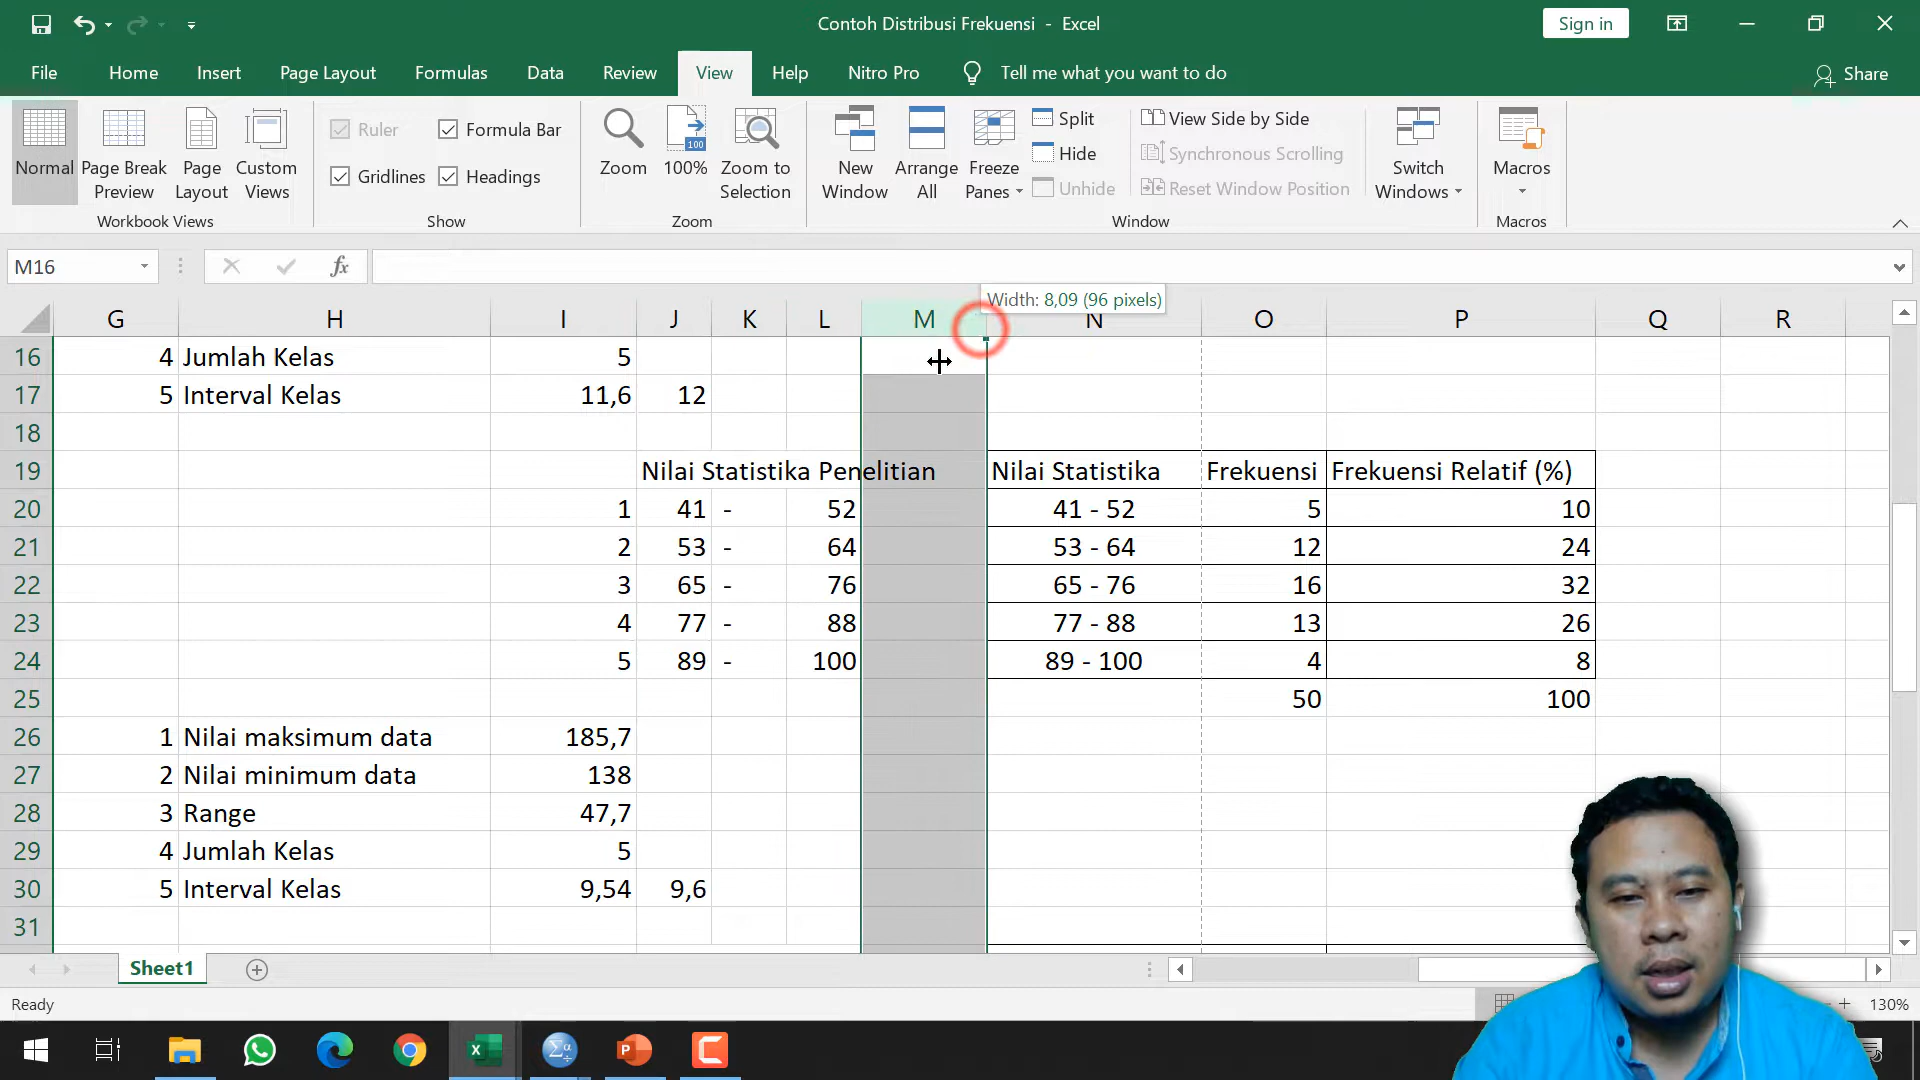 Contoh Distribusi Frekuensi - Excel
Sign in
File Home Insert Page Layout Formulas Data Review View Help Nitro Pro Tell me what you want to do Share
Normal
Page Break Preview
Page Layout
Custom Views
Workbook Views
Ruler
Formula Bar
Gridlines
Headings
Show
Zoom
100
100%
Zoom to Selection
Zoom
New Window
Arrange All
Freeze Panes
Split
Hide
Unhide
View Side by Side
Synchronous Scrolling
Reset Window Position
Window
Switch Windows
Macros
Macros
M16
fx
Width: 8,09 (96 pixels)
G H I J K L M N O P Q R
16 4 Jumlah Kelas 5
17 5 Interval Kelas 11,6 12
18
19 Nilai Statistika Penelitian Nilai Statistika Frekuensi Frekuensi Relatif (%)
20 1 41 - 52 41 - 52 5 10
21 2 53 - 64 53 - 64 12 24
22 3 65 - 76 65 - 76 16 32
23 4 77 - 88 77 - 88 13 26
24 5 89 - 100 89 - 100 4 8
25 50 100
26 1 Nilai maksimum data 185,7
27 2 Nilai minimum data 138
28 3 Range 47,7
29 4 Jumlah Kelas 5
30 5 Interval Kelas 9,54 9,6
31
Sheet1
Ready
130%